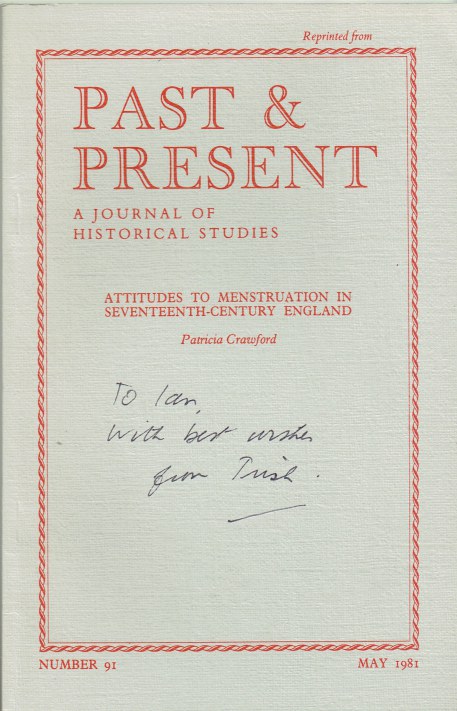 Reprinted from
PAST &
PRESENT
A JOURNAL OF
HISTORICAL STUDIES
ATTITUDES TO MENSTRUATION IN
SEVENTEENTH-CENTURY ENGLAND
Patricia Crawford
To Ian,
With best wishes
from Trish.
NUMBER 91
MAY 1981